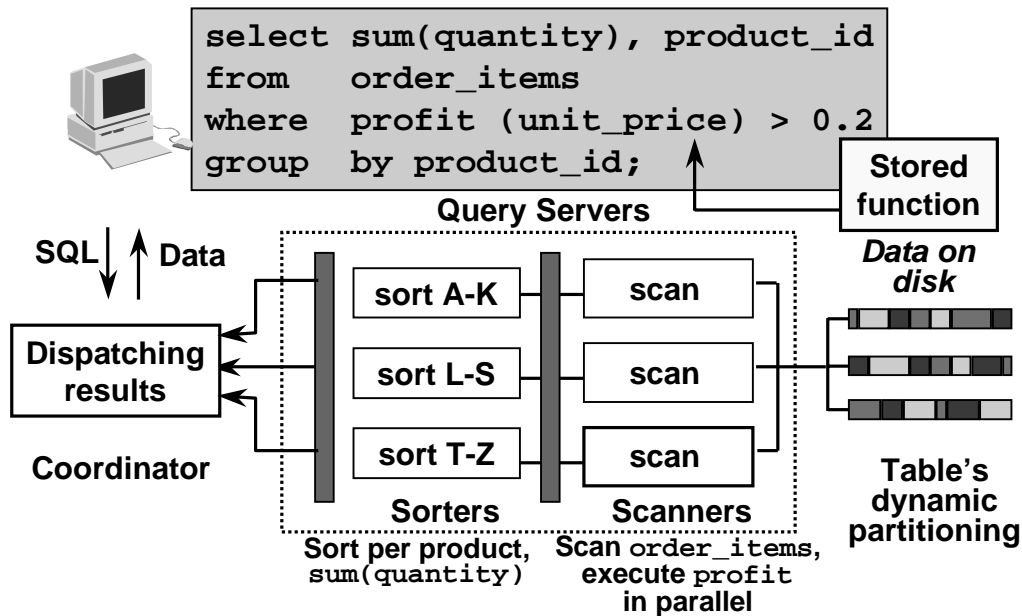 select sum(quantity), product_id
from order_items
where profit (unit_price) > 0.2
group by product_id;
Stored
function
Query Servers
SQL
Data
Data on
disk
sort A-K
scan
Dispatching
results
sort L-S
scan
sort T-Z
scan
Coordinator
Sorters
Scanners
Table's
dynamic
partitioning
Sort per product,
sum(quantity)
Scan order_items,
execute profit
in parallel